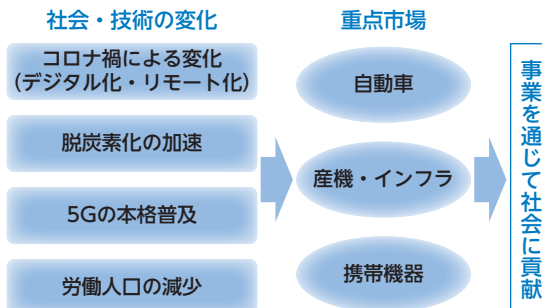 社会・技術の変化
コロナ禍による変化
(デジタル化・リモート化)
脱炭素化の加速
5Gの本格普及
労働人口の減少
重点市場
自動車
産機・インフラ
携帯機器
事業を通じて社会に貢献